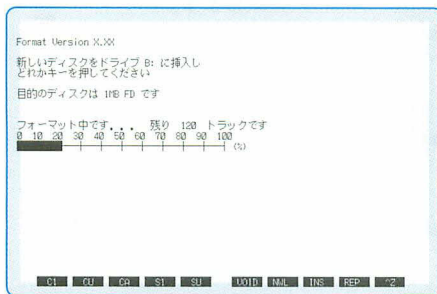 Format Version X.XX
新しいディスクをドライブ B: に挿入し
どれかキーを押してください
目的のディスクは 1MB FD です
フォーマット中です... 残り 120 トラックです
0 10 20 30 40 50 60 70 80 90 100
(%)
C1 CU CA S1 SU VOID NWL INS REP ^Z